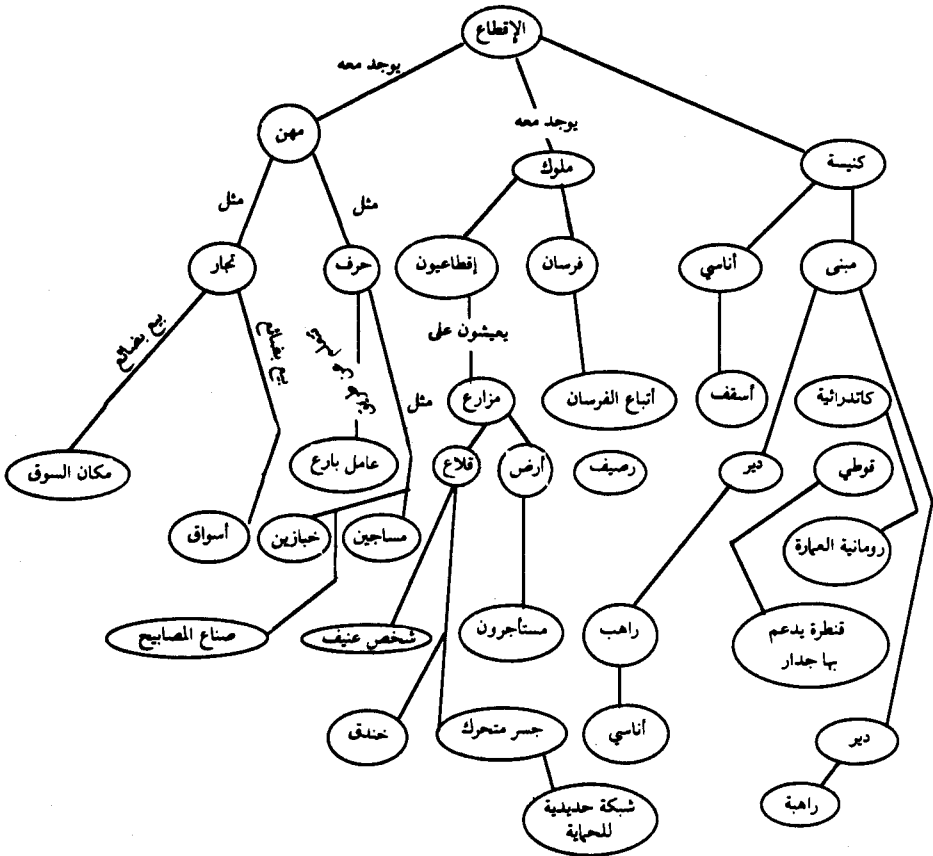 الإقطاع
يوجد معه
يوجد معه
مهن
ملوك
كنيسة
مثل
مثل
تجار
حرف
إقطاعيون
فرسان
أناسي
مبنى
بيع بضائع
بيع بضائع
يعيشون على
مثل
مزارع
أتباع الفرسان
أسقف
كاتدرائية
مكان السوق
عامل بارع
قلاع
أرض
رصيف
دير
قوطي
أسواق
خبازين
مساجين
رومانية العمارة
صناع المصابيح
شخص عنيف
مستأجرون
راهب
قنطرة يدعم
بها جدار
خندق
جسر متحرك
أناسي
دير
شبكة حديدية
للحماية
راهبة